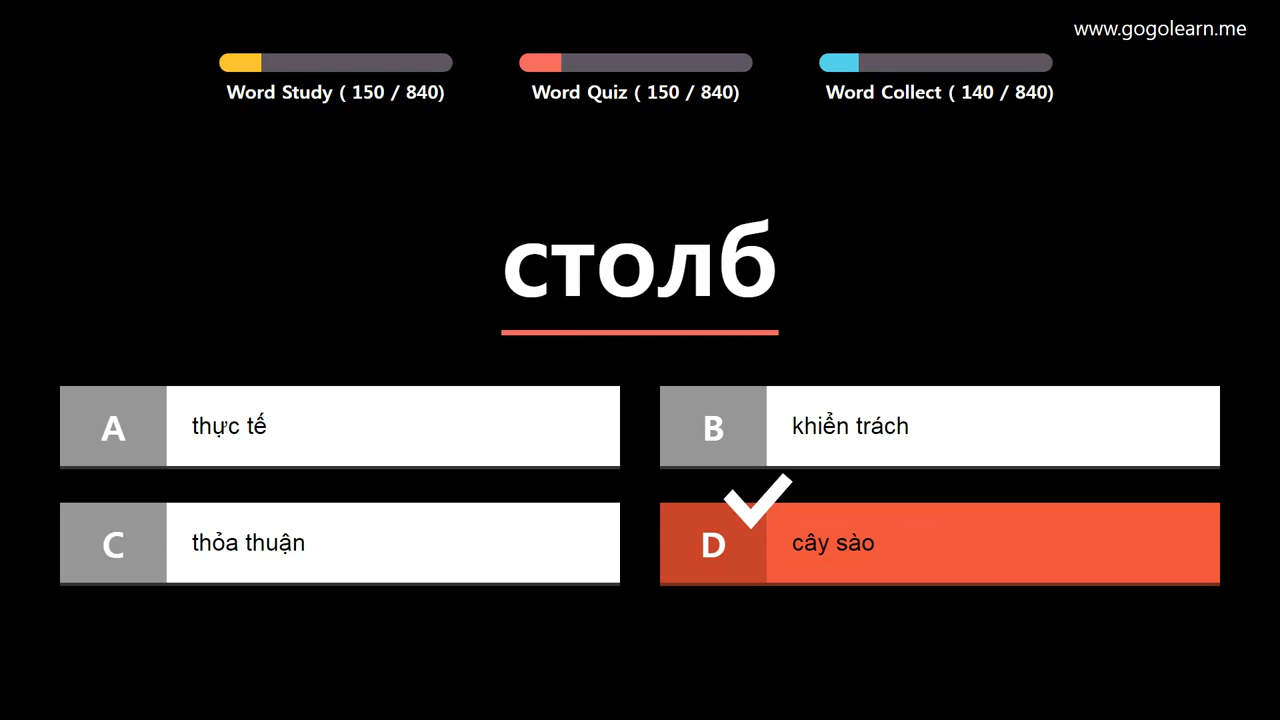 www.gogolearn.me
Word Study ( 150 / 840)
Word Quiz ( 150 / 840)
Word Collect ( 140 / 840)
столб
A thực tế
B khiển trách
C thỏa thuận
D cây sào